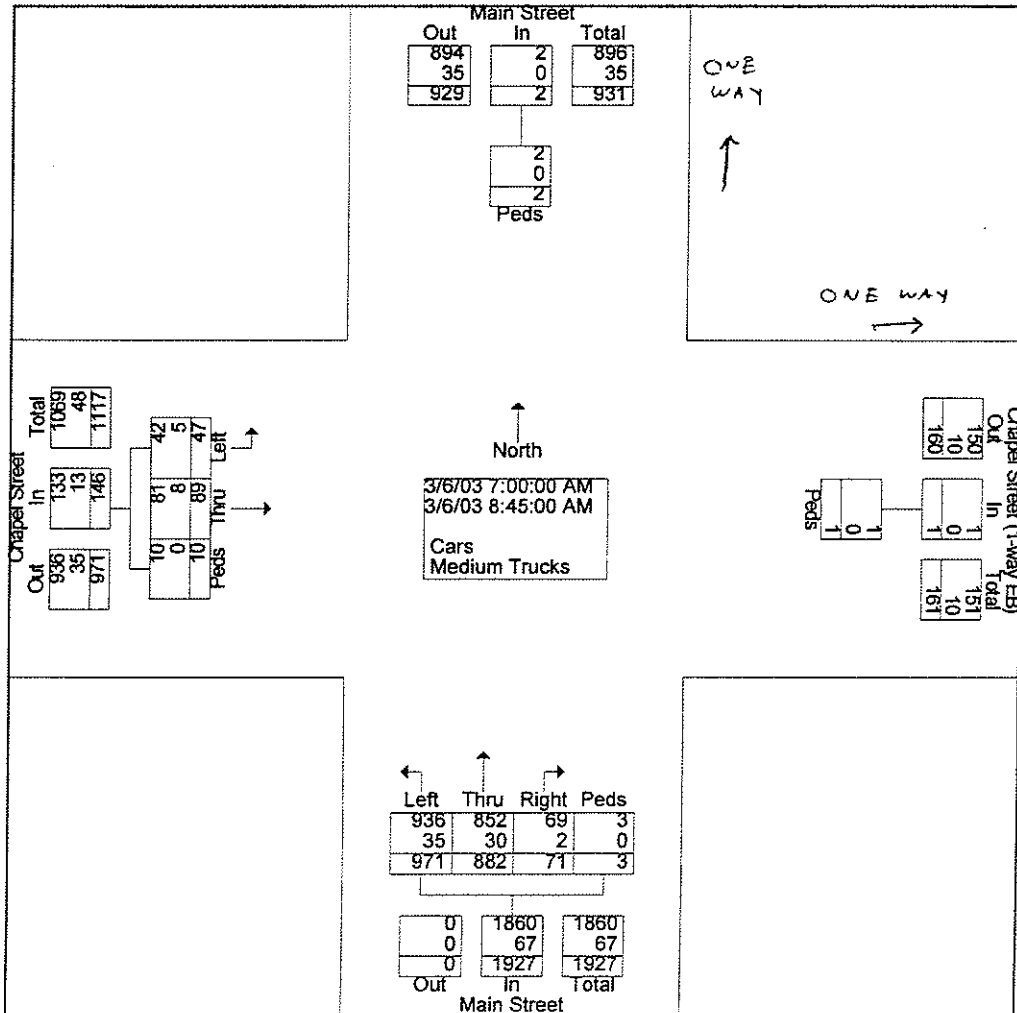 Main Street
Out In Total
894 2 896
35 0 35
929 2 931
2
0
2
Peds
ONE
WAY
ONE WAY
Chapel Street
Total In Out
1069 133 936
48 13 35
1117 146 971
42 81 10
5 8 0
47 89 10
Left Thru Peds
North
3/6/03 7:00:00 AM
3/6/03 8:45:00 AM
Cars
Medium Trucks
Chapel Street (1-way EB)
Out In Total
150 1 151
10 0 10
160 1 161
1
0
1
Peds
Left Thru Right Peds
936 852 69 3
35 30 2 0
971 882 71 3
0 1860 1860
0 67 67
0 1927 1927
Out In Total
Main Street